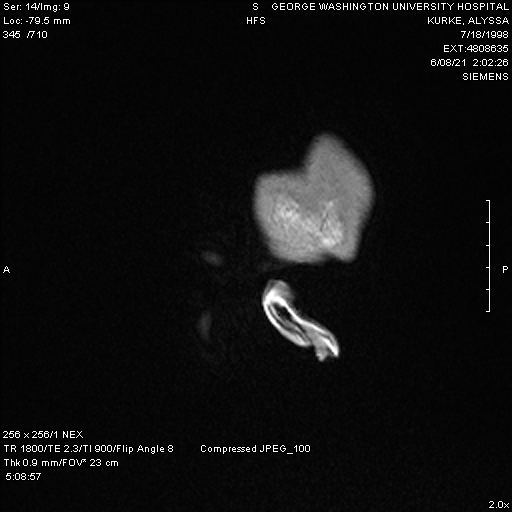 Ser: 14/Img: 9
Loc: -79.5 mm
345 /710
S
HFS
GEORGE WASHINGTON UNIVERSITY HOSPITAL
KURKE, ALYSSA
7/18/1998
EXT:4808635
6/08/21 2:02:26
SIEMENS
A
P
256 x 256/1 NEX
TR 1800/TE 2.3/TI 900/Flip Angle 8
Compressed JPEG_100
Thk 0.9 mm/FOV* 23 cm
5:08:57
2.0x